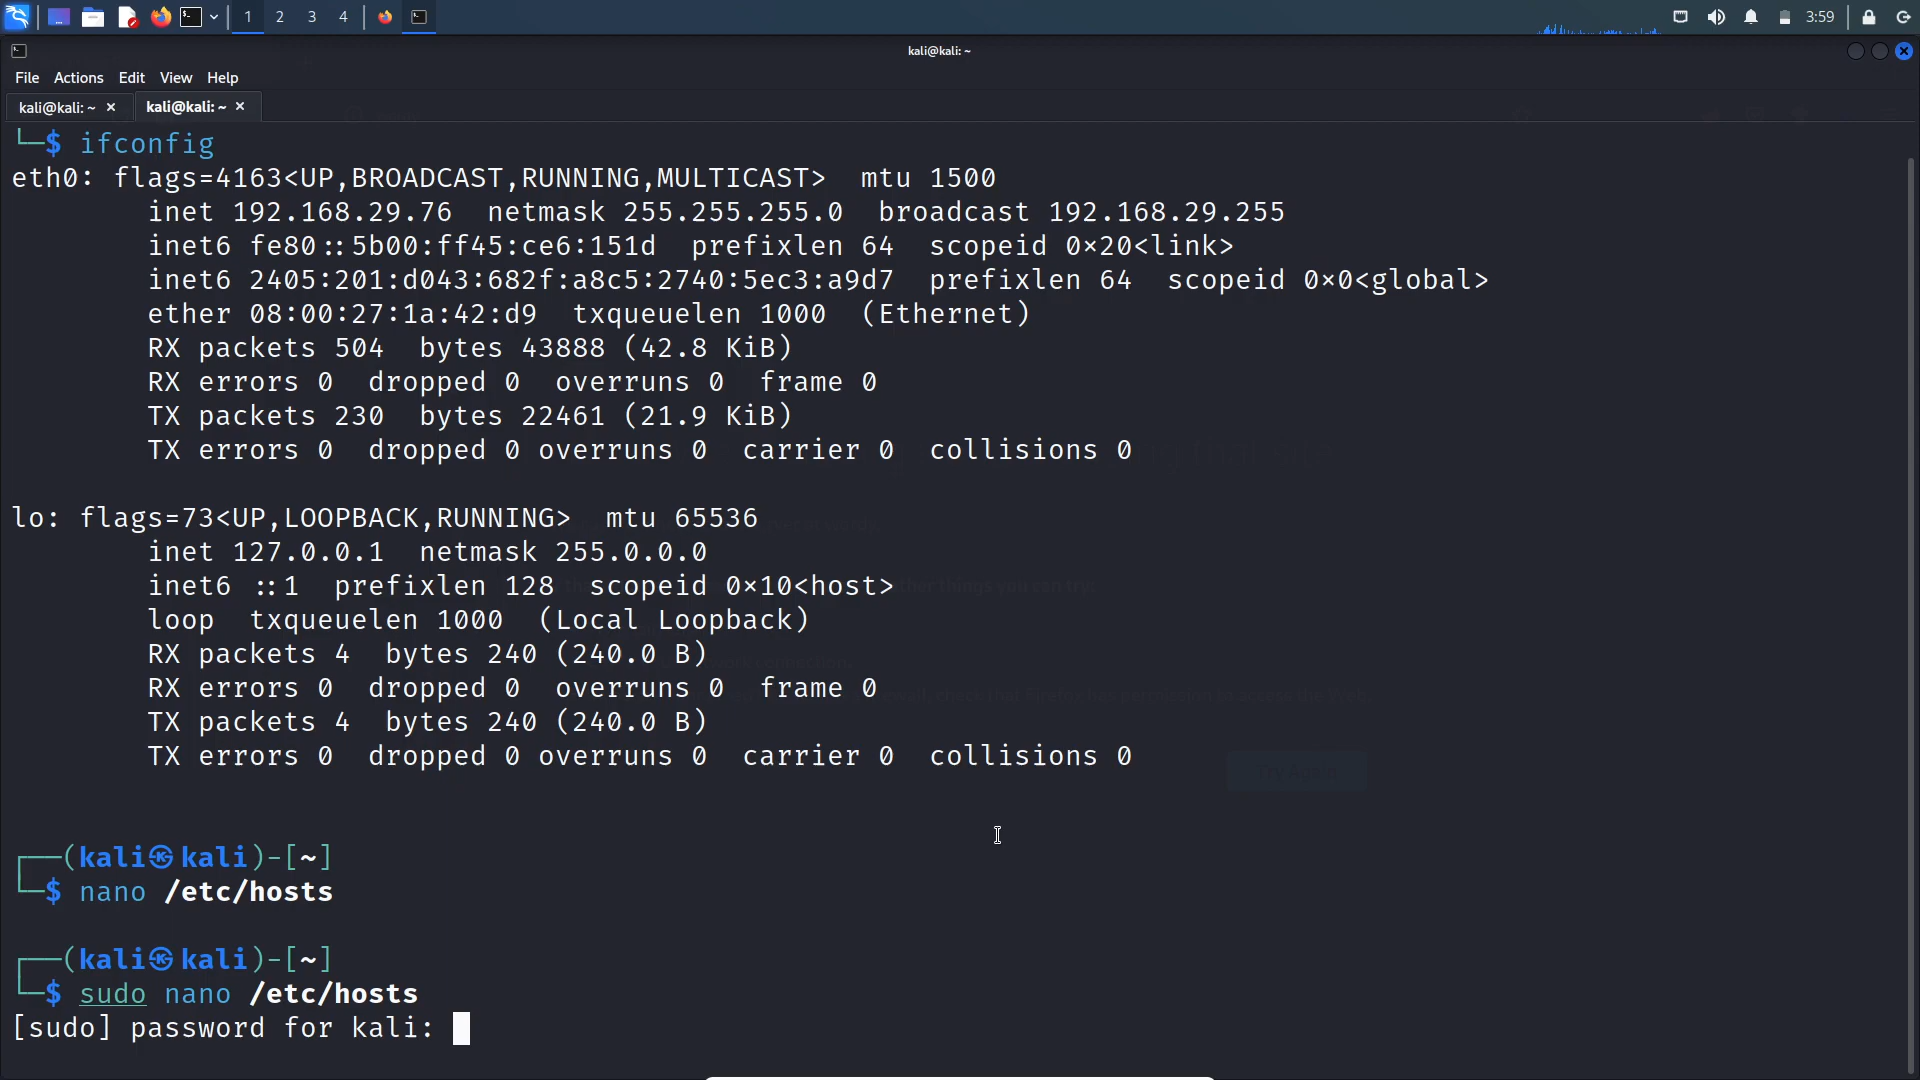 1 2 3 4 3:59
kali@kali: ~
File Actions Edit View Help
kali@kali: ~ × kali@kali: ~ ×
└─$ ifconfig
eth0: flags=4163<UP,BROADCAST,RUNNING,MULTICAST> mtu 1500
inet 192.168.29.76 netmask 255.255.255.0 broadcast 192.168.29.255
inet6 fe80::5b00:ff45:ce6:151d prefixlen 64 scopeid 0×20<link>
inet6 2405:201:d043:682f:a8c5:2740:5ec3:a9d7 prefixlen 64 scopeid 0×0<global>
ether 08:00:27:1a:42:d9 txqueuelen 1000 (Ethernet)
RX packets 504 bytes 43888 (42.8 KiB)
RX errors 0 dropped 0 overruns 0 frame 0
TX packets 230 bytes 22461 (21.9 KiB)
TX errors 0 dropped 0 overruns 0 carrier 0 collisions 0
lo: flags=73<UP,LOOPBACK,RUNNING> mtu 65536
inet 127.0.0.1 netmask 255.0.0.0
inet6 ::1 prefixlen 128 scopeid 0×10<host>
loop txqueuelen 1000 (Local Loopback)
RX packets 4 bytes 240 (240.0 B)
RX errors 0 dropped 0 overruns 0 frame 0
TX packets 4 bytes 240 (240.0 B)
TX errors 0 dropped 0 overruns 0 carrier 0 collisions 0
Try Again
┌──(kali㉿kali)-[~]
└─$ nano /etc/hosts
┌──(kali㉿kali)-[~]
└─$ sudo nano /etc/hosts
[sudo] password for kali: